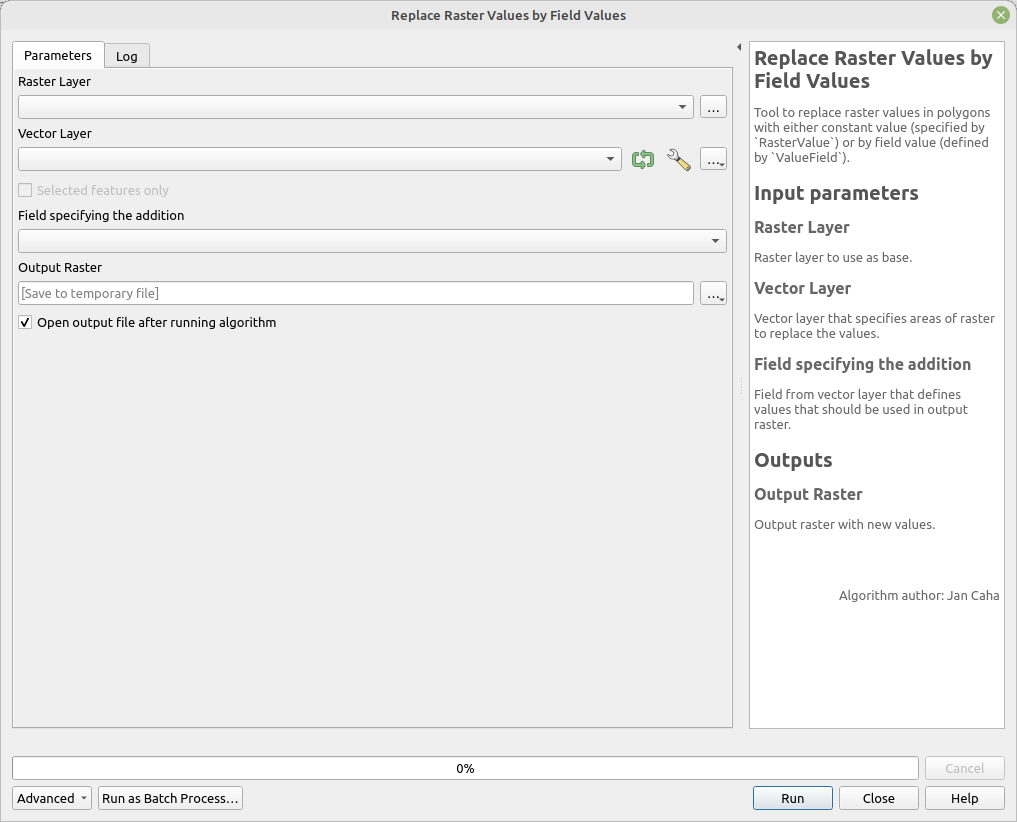 Replace Raster Values by Field Values
Parameters
Log
Raster Layer
...
Vector Layer
...
Selected features only
Field specifying the addition
Output Raster
[Save to temporary file]
...
Open output file after running algorithm
Replace Raster Values by
Field Values
Tool to replace raster values in polygons
with either constant value (specified by
`RasterValue`) or by field value (defined
by `ValueField`).
Input parameters
Raster Layer
Raster layer to use as base.
Vector Layer
Vector layer that specifies areas of raster
to replace the values.
Field specifying the addition
Field from vector layer that defines
values that should be used in output
raster.
Outputs
Output Raster
Output raster with new values.
Algorithm author: Jan Caha
0%
Cancel
Advanced
Run as Batch Process...
Run
Close
Help